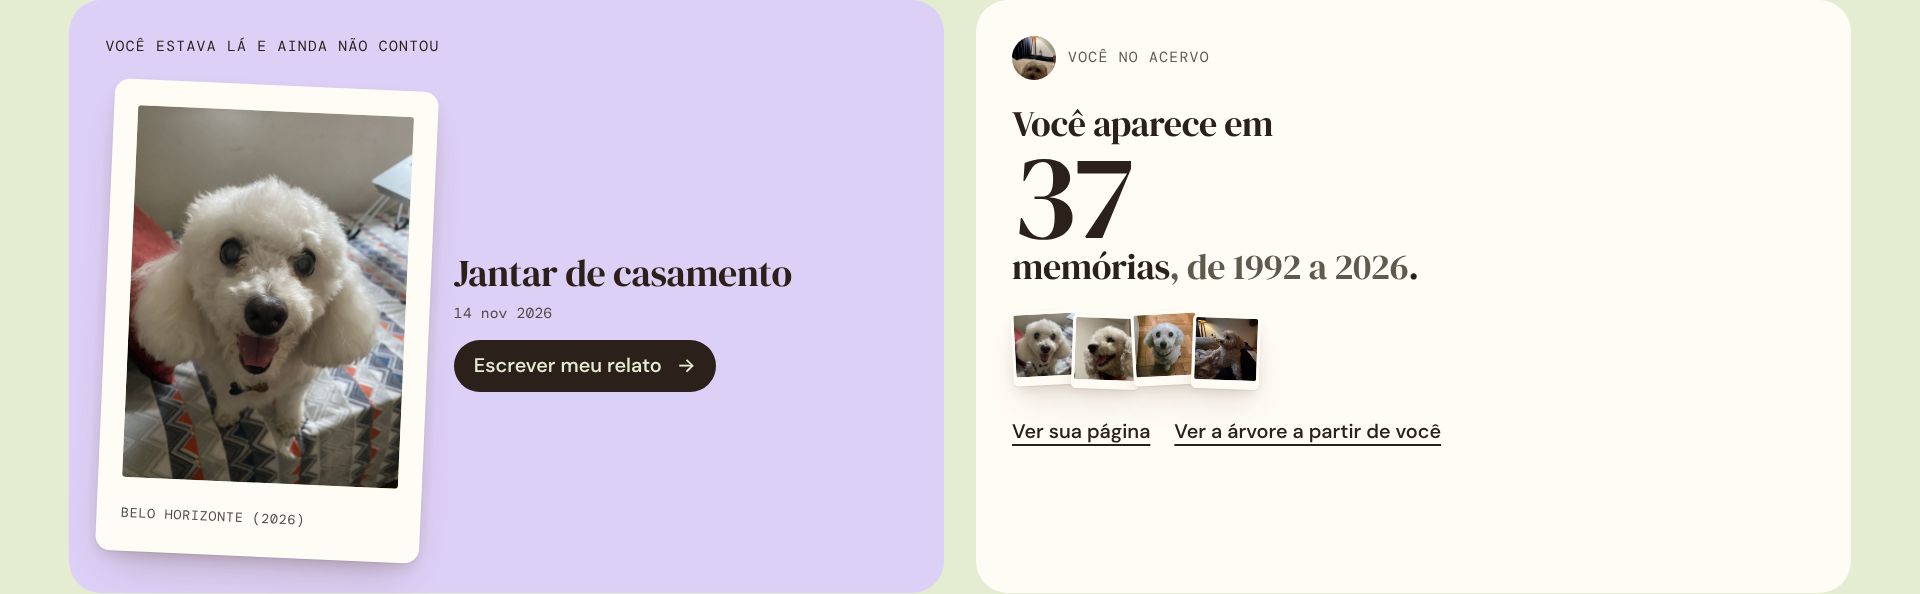 VOCÊ ESTAVA LÁ E AINDA NÃO CONTOU
BELO HORIZONTE (2026)
Jantar de casamento
14 nov 2026
Escrever meu relato →
VOCÊ NO ACERVO
Você aparece em
37
memórias, de 1992 a 2026.
Ver sua página
Ver a árvore a partir de você